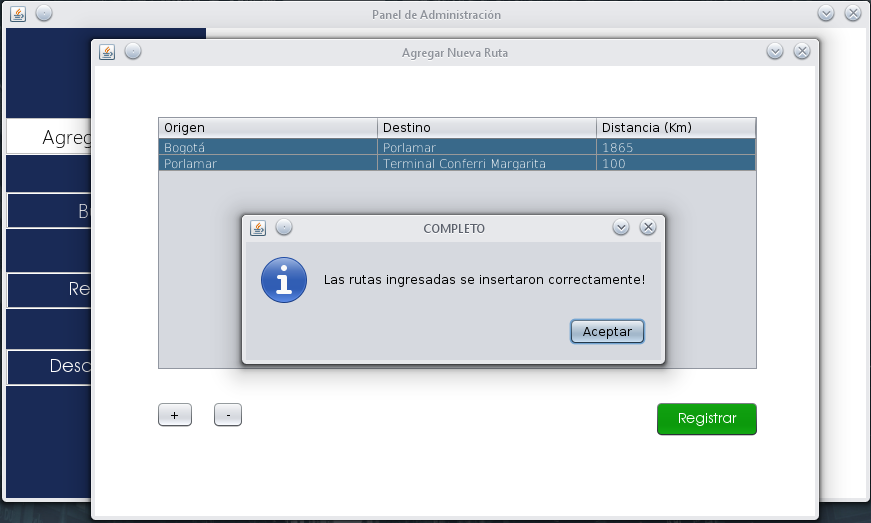 Panel de Administración
Agregar Nueva Ruta
Agreg
Origen Destino Distancia (Km)
Bogotá Porlamar 1865
Porlamar Terminal Conferri Margarita 100
COMPLETO
Las rutas ingresadas se insertaron correctamente!
Aceptar
Re
Desc
+ -
Registrar